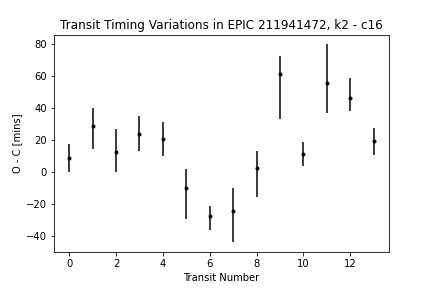 Transit Timing Variations in EPIC 211941472, k2 - c16
80
60
40
20
0
−20
−40
O - C [mins]
0 2 4 6 8 10 12
Transit Number